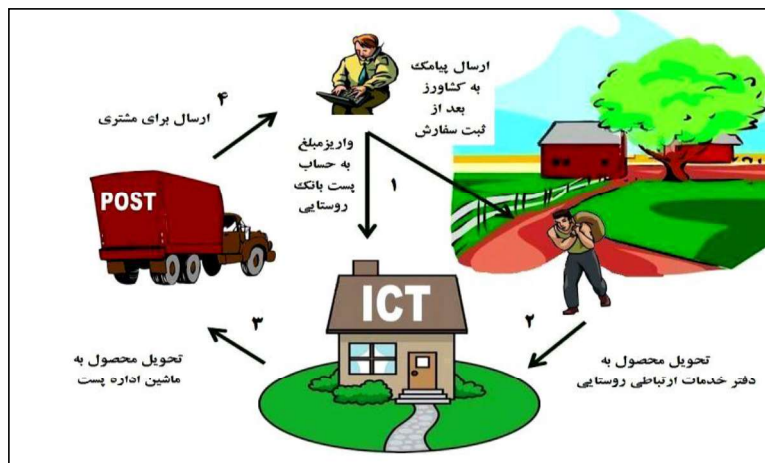 ارسال پیامک
به کشاورز
بعد از
ثبت سفارش
واریزمبلغ
به حساب
پست بانک
روستایی
۱
۲
تحویل محصول به
دفتر خدمات ارتباطی روستایی
ICT
۳
تحویل محصول به
ماشین اداره پست
POST
۴
ارسال برای مشتری